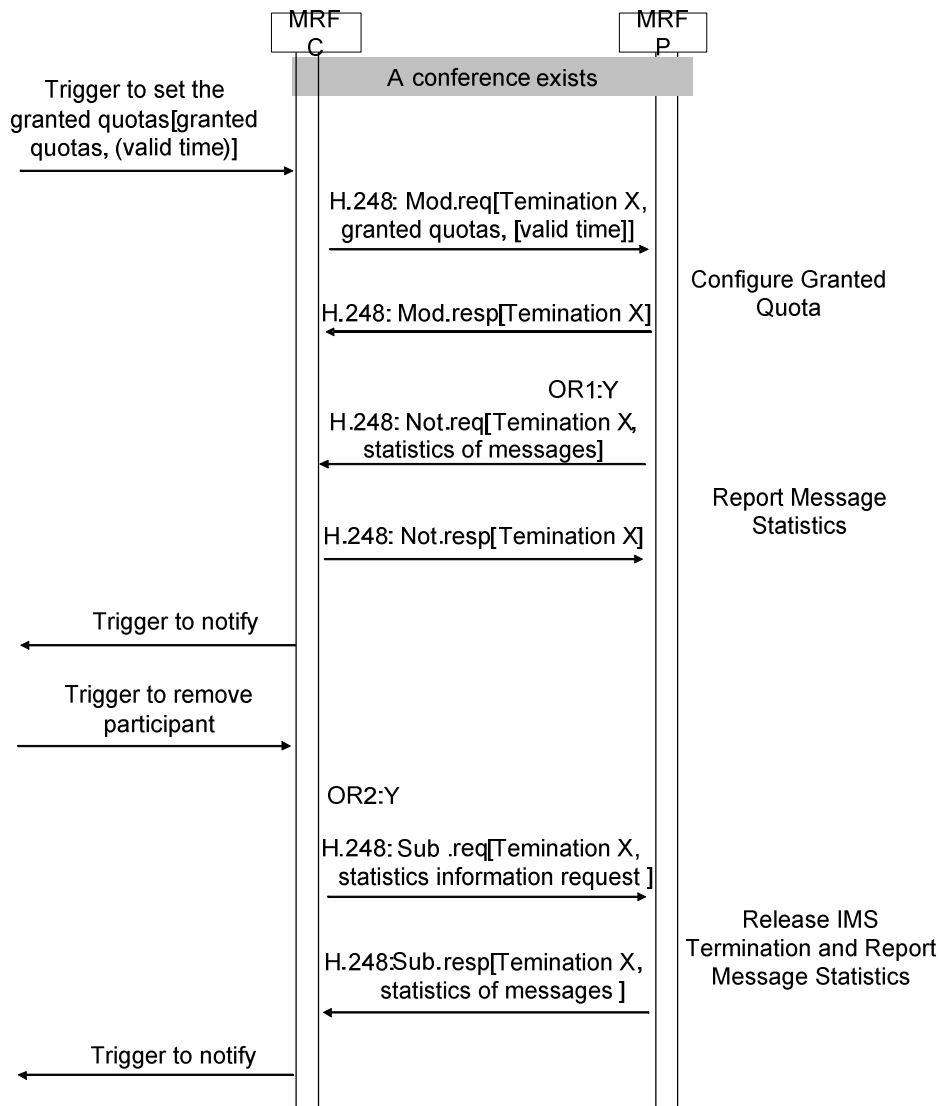 MRF
C
MRF
P
A conference exists
Trigger to set the
granted quotas[granted
quotas, (valid time)]
H.248: Mod.req[Temination X,
granted quotas, [valid time]]
Configure Granted
Quota
H.248: Mod.resp[Temination X]
OR1:Y
H.248: Not.req[Temination X,
statistics of messages]
Report Message
Statistics
H.248: Not.resp[Temination X]
Trigger to notify
Trigger to remove
participant
OR2:Y
H.248: Sub .req[Temination X,
statistics information request ]
Release IMS
Termination and Report
Message Statistics
H.248:Sub.resp[Temination X,
statistics of messages ]
Trigger to notify